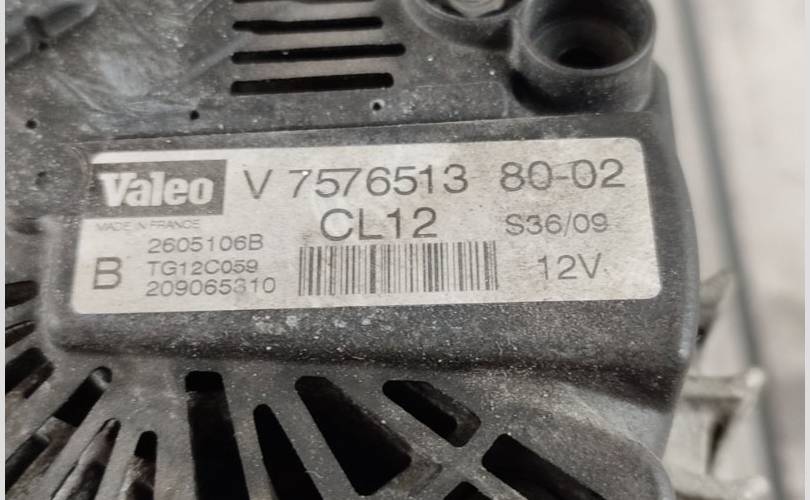 Valeo V 7576513 80-02
MADE IN FRANCE CL12 S36/09
2605106B
B TG12C059 12V
209065310